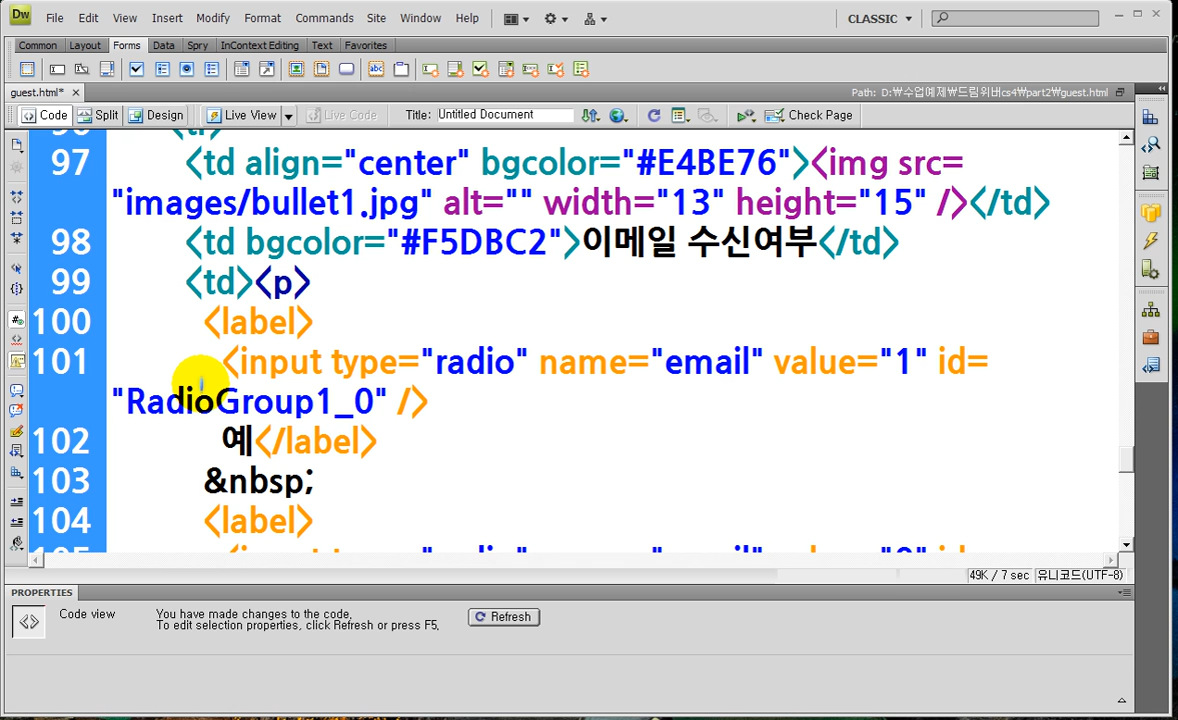 Dw File Edit View Insert Modify Format Commands Site Window Help CLASSIC
Common Layout Forms Data Spry InContext Editing Text Favorites
guest.html* Path: D:₩수업예제₩드림위버cs4₩part2₩guest.html
Code Split Design Live View Live Code Title: Untitled Document Check Page
97 <td align="center" bgcolor="#E4BE76"><img src=
"images/bullet1.jpg" alt="" width="13" height="15" /></td>
98 <td bgcolor="#F5DBC2">이메일 수신여부</td>
99 <td><p>
100 <label>
101 <input type="radio" name="email" value="1" id=
"RadioGroup1_0" />
102 예</label>
103 &nbsp;
104 <label>
49K / 7 sec 유니코드(UTF-8)
PROPERTIES
Code view You have made changes to the code. Refresh
To edit selection properties, click Refresh or press F5.